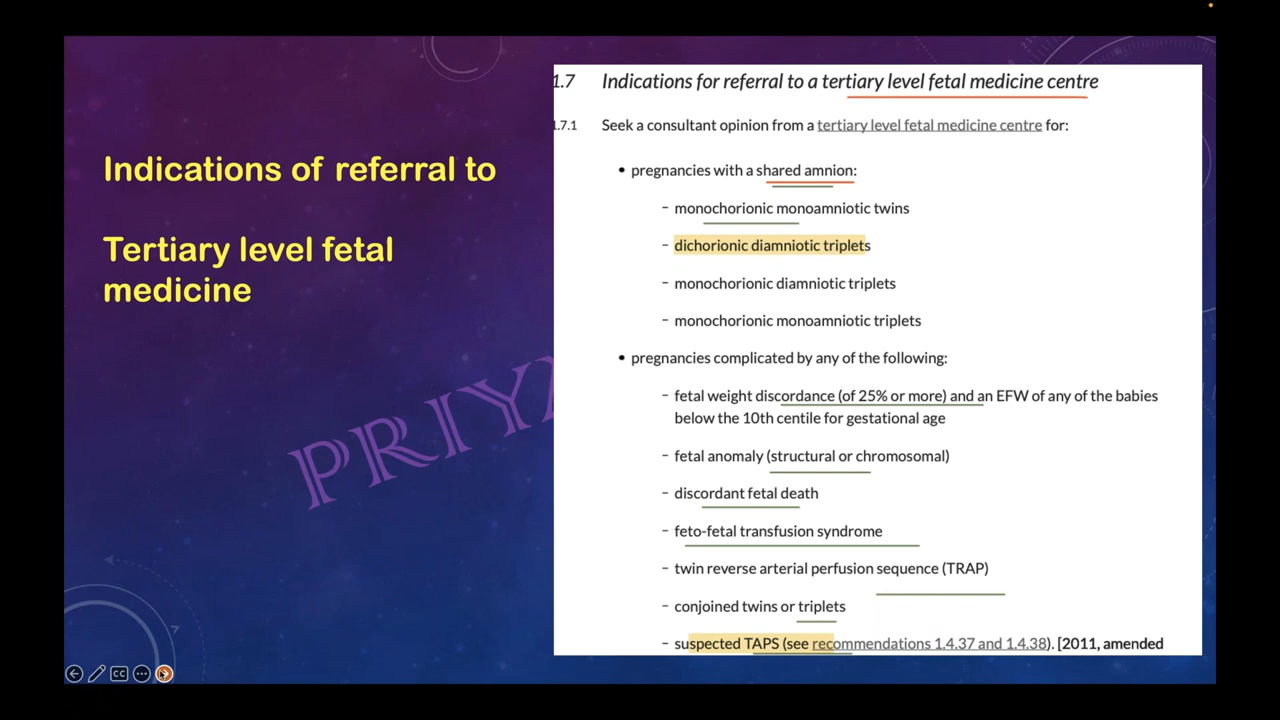 Indications of referral to
Tertiary level fetal
medicine
PRIY
1.7 Indications for referral to a tertiary level fetal medicine centre
1.7.1 Seek a consultant opinion from a tertiary level fetal medicine centre for:
• pregnancies with a shared amnion:
– monochorionic monoamniotic twins
– dichorionic diamniotic triplets
– monochorionic diamniotic triplets
– monochorionic monoamniotic triplets
• pregnancies complicated by any of the following:
– fetal weight discordance (of 25% or more) and an EFW of any of the babies
below the 10th centile for gestational age
– fetal anomaly (structural or chromosomal)
– discordant fetal death
– feto-fetal transfusion syndrome
– twin reverse arterial perfusion sequence (TRAP)
– conjoined twins or triplets
– suspected TAPS (see recommendations 1.4.37 and 1.4.38). [2011, amended
CC